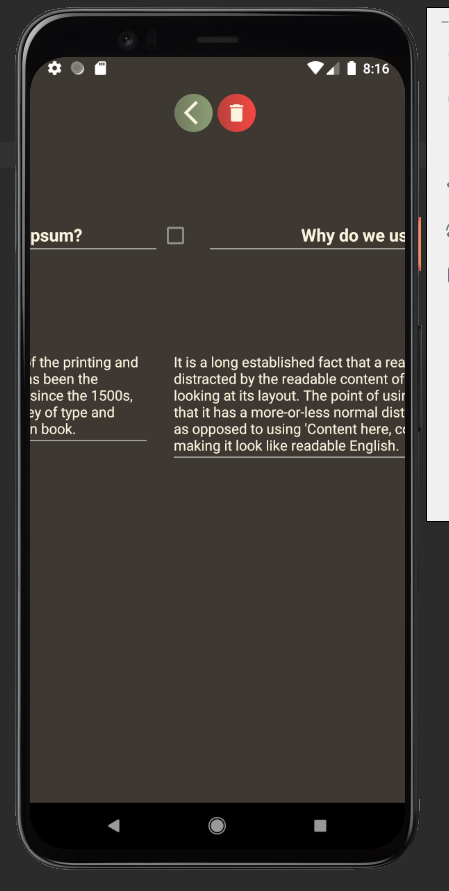 8:16
psum?
Why do we us
of the printing and
as been the
since the 1500s,
ey of type and
n book.
It is a long established fact that a rea
distracted by the readable content of
looking at its layout. The point of usin
that it has a more-or-less normal dist
as opposed to using 'Content here, co
making it look like readable English.